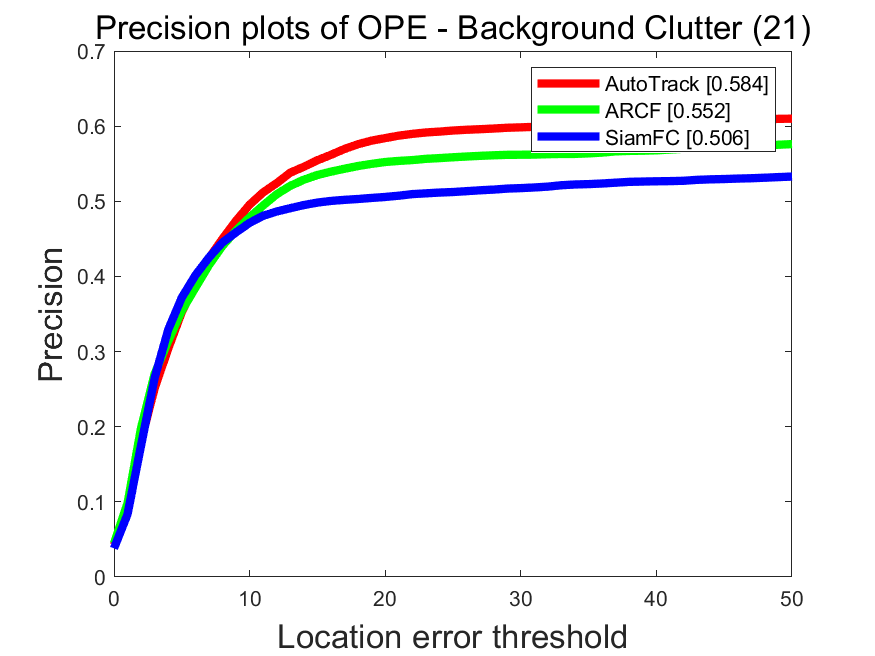 Precision plots of OPE - Background Clutter (21)
0.7
0.6
0.5
0.4
0.3
0.2
0.1
0
Precision
AutoTrack [0.584]
ARCF [0.552]
SiamFC [0.506]
0 10 20 30 40 50
Location error threshold